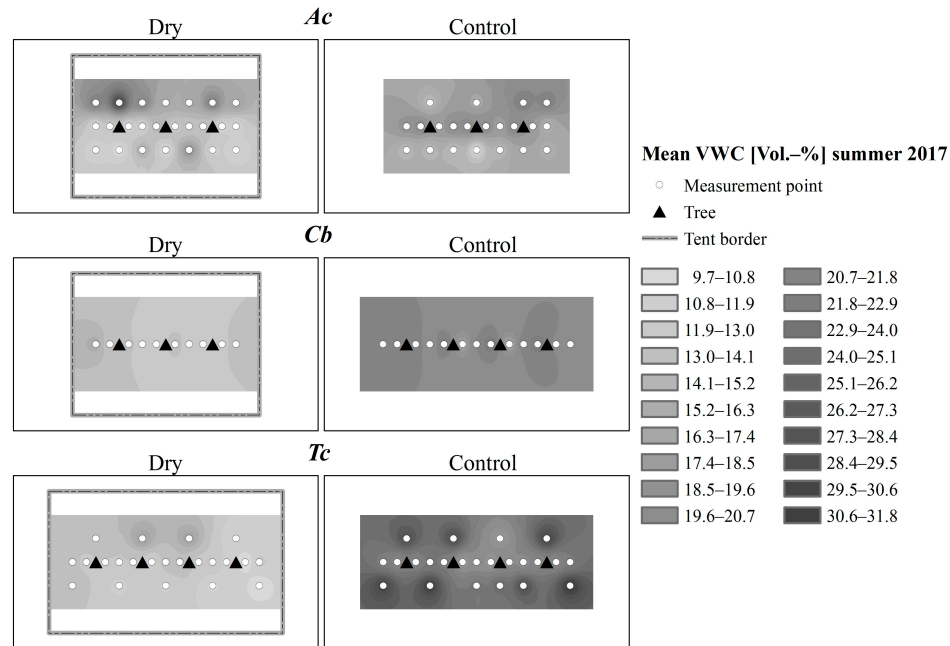 Ac
Dry
Control
Cb
Dry
Control
Tc
Dry
Control
Mean VWC [Vol.–%] summer 2017
Measurement point
Tree
Tent border
9.7–10.8
10.8–11.9
11.9–13.0
13.0–14.1
14.1–15.2
15.2–16.3
16.3–17.4
17.4–18.5
18.5–19.6
19.6–20.7
20.7–21.8
21.8–22.9
22.9–24.0
24.0–25.1
25.1–26.2
26.2–27.3
27.3–28.4
28.4–29.5
29.5–30.6
30.6–31.8